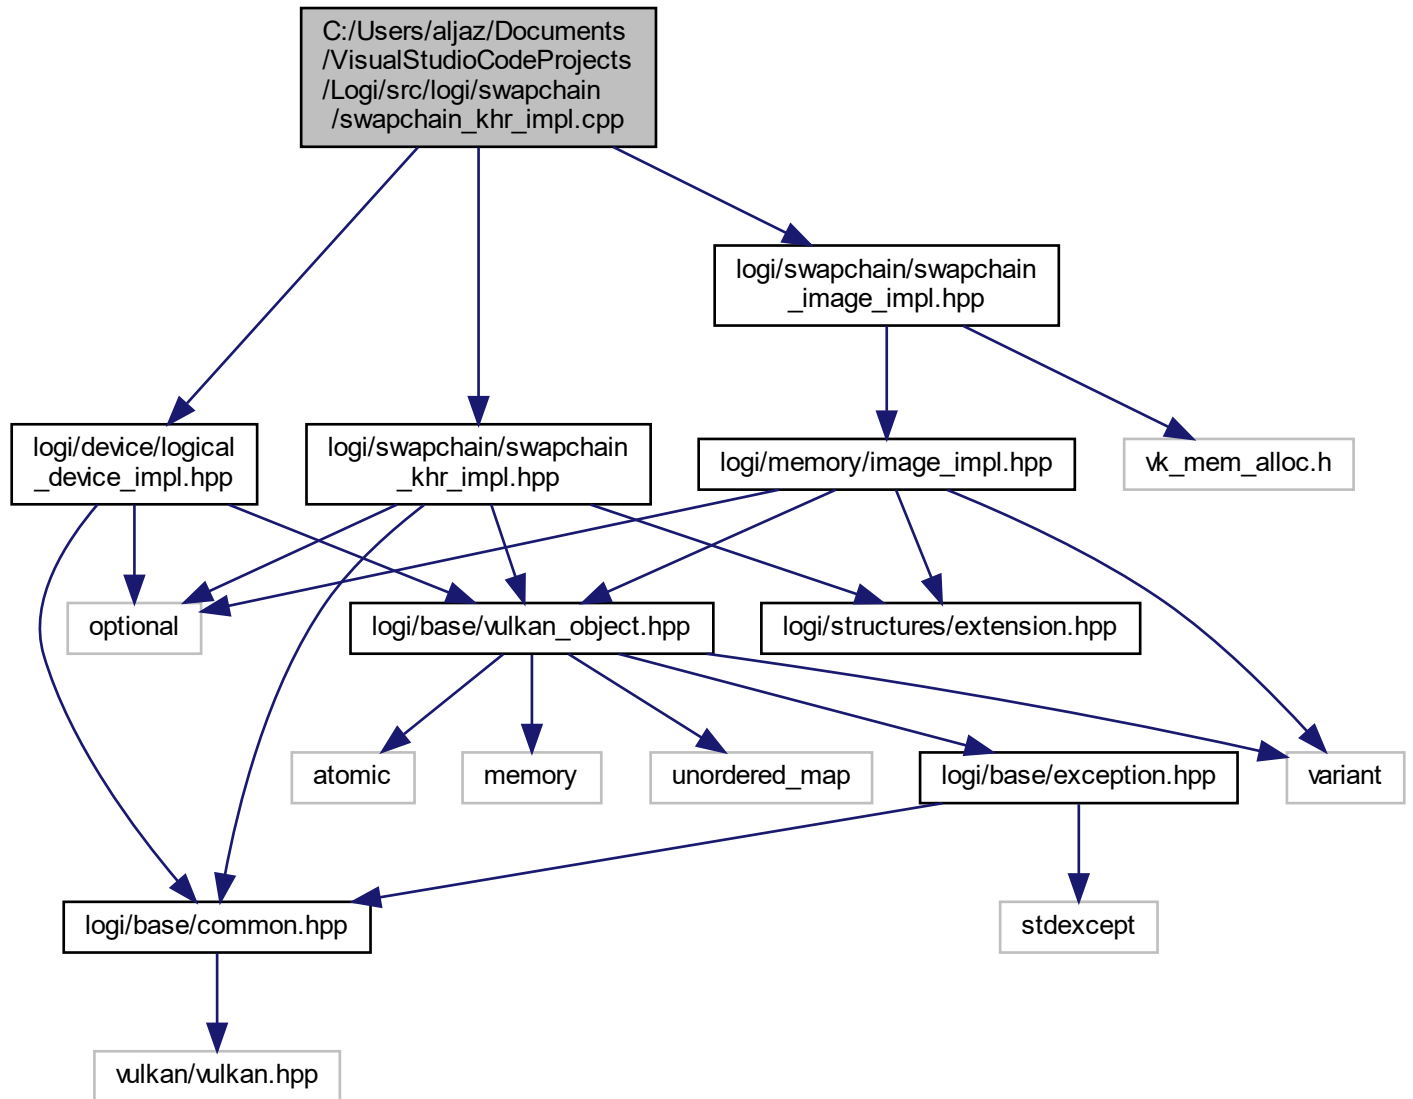 C:/Users/aljaz/Documents
/VisualStudioCodeProjects
/Logi/src/logi/swapchain
/swapchain_khr_impl.cpp
logi/swapchain/swapchain
_image_impl.hpp
logi/device/logical
_device_impl.hpp
logi/swapchain/swapchain
_khr_impl.hpp
logi/memory/image_impl.hpp
vk_mem_alloc.h
optional
logi/base/vulkan_object.hpp
logi/structures/extension.hpp
atomic
memory
unordered_map
logi/base/exception.hpp
variant
logi/base/common.hpp
stdexcept
vulkan/vulkan.hpp